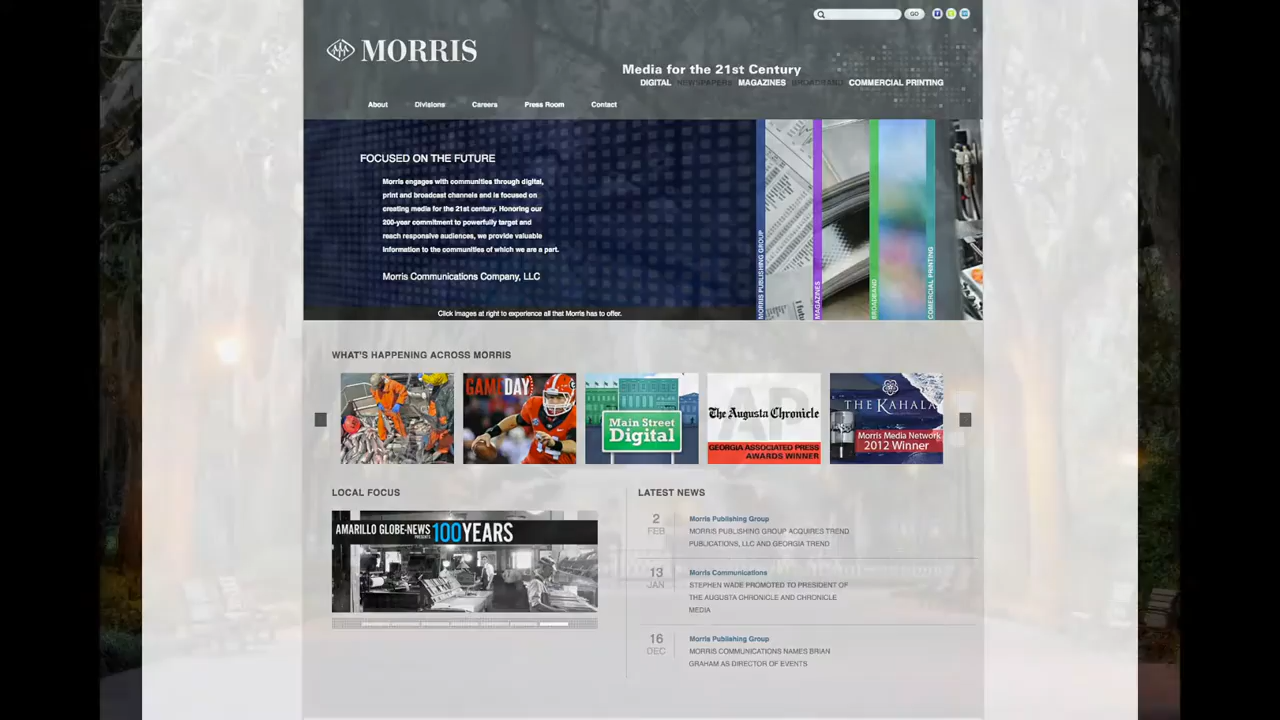 GO
MORRIS
Media for the 21st Century
DIGITAL NEWSPAPERS MAGAZINES BROADBAND COMMERCIAL PRINTING
About Divisions Careers Press Room Contact
FOCUSED ON THE FUTURE
Morris engages with communities through digital,
print and broadcast channels and is focused on
creating media for the 21st century. Honoring our
200-year commitment to powerfully target and
reach responsive audiences, we provide valuable
information to the communities of which we are a part.
Morris Communications Company, LLC
Click images at right to experience all that Morris has to offer.
MORRIS PUBLISHING GROUP
MAGAZINES
BROADBAND
COMERCIAL PRINTING
WHAT'S HAPPENING ACROSS MORRIS
GAMEDAY
Main Street
Digital
AP
The Augusta Chronicle
GEORGIA ASSOCIATED PRESS
AWARDS WINNER
THE KAHALA
Morris Media Network
2012 Winner
LOCAL FOCUS
AMARILLO GLOBE-NEWS
PRESENTS
100 YEARS
LATEST NEWS
2
FEB
Morris Publishing Group
MORRIS PUBLISHING GROUP ACQUIRES TREND
PUBLICATIONS, LLC AND GEORGIA TREND
13
JAN
Morris Communications
STEPHEN WADE PROMOTED TO PRESIDENT OF
THE AUGUSTA CHRONICLE AND CHRONICLE
MEDIA
16
DEC
Morris Publishing Group
MORRIS COMMUNICATIONS NAMES BRIAN
GRAHAM AS DIRECTOR OF EVENTS